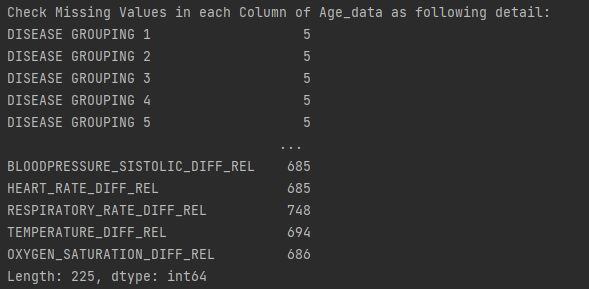 Check Missing Values in each Column of Age_data as following detail:
DISEASE GROUPING 1 5
DISEASE GROUPING 2 5
DISEASE GROUPING 3 5
DISEASE GROUPING 4 5
DISEASE GROUPING 5 5
...
BLOODPRESSURE_SISTOLIC_DIFF_REL 685
HEART_RATE_DIFF_REL 685
RESPIRATORY_RATE_DIFF_REL 748
TEMPERATURE_DIFF_REL 694
OXYGEN_SATURATION_DIFF_REL 686
Length: 225, dtype: int64